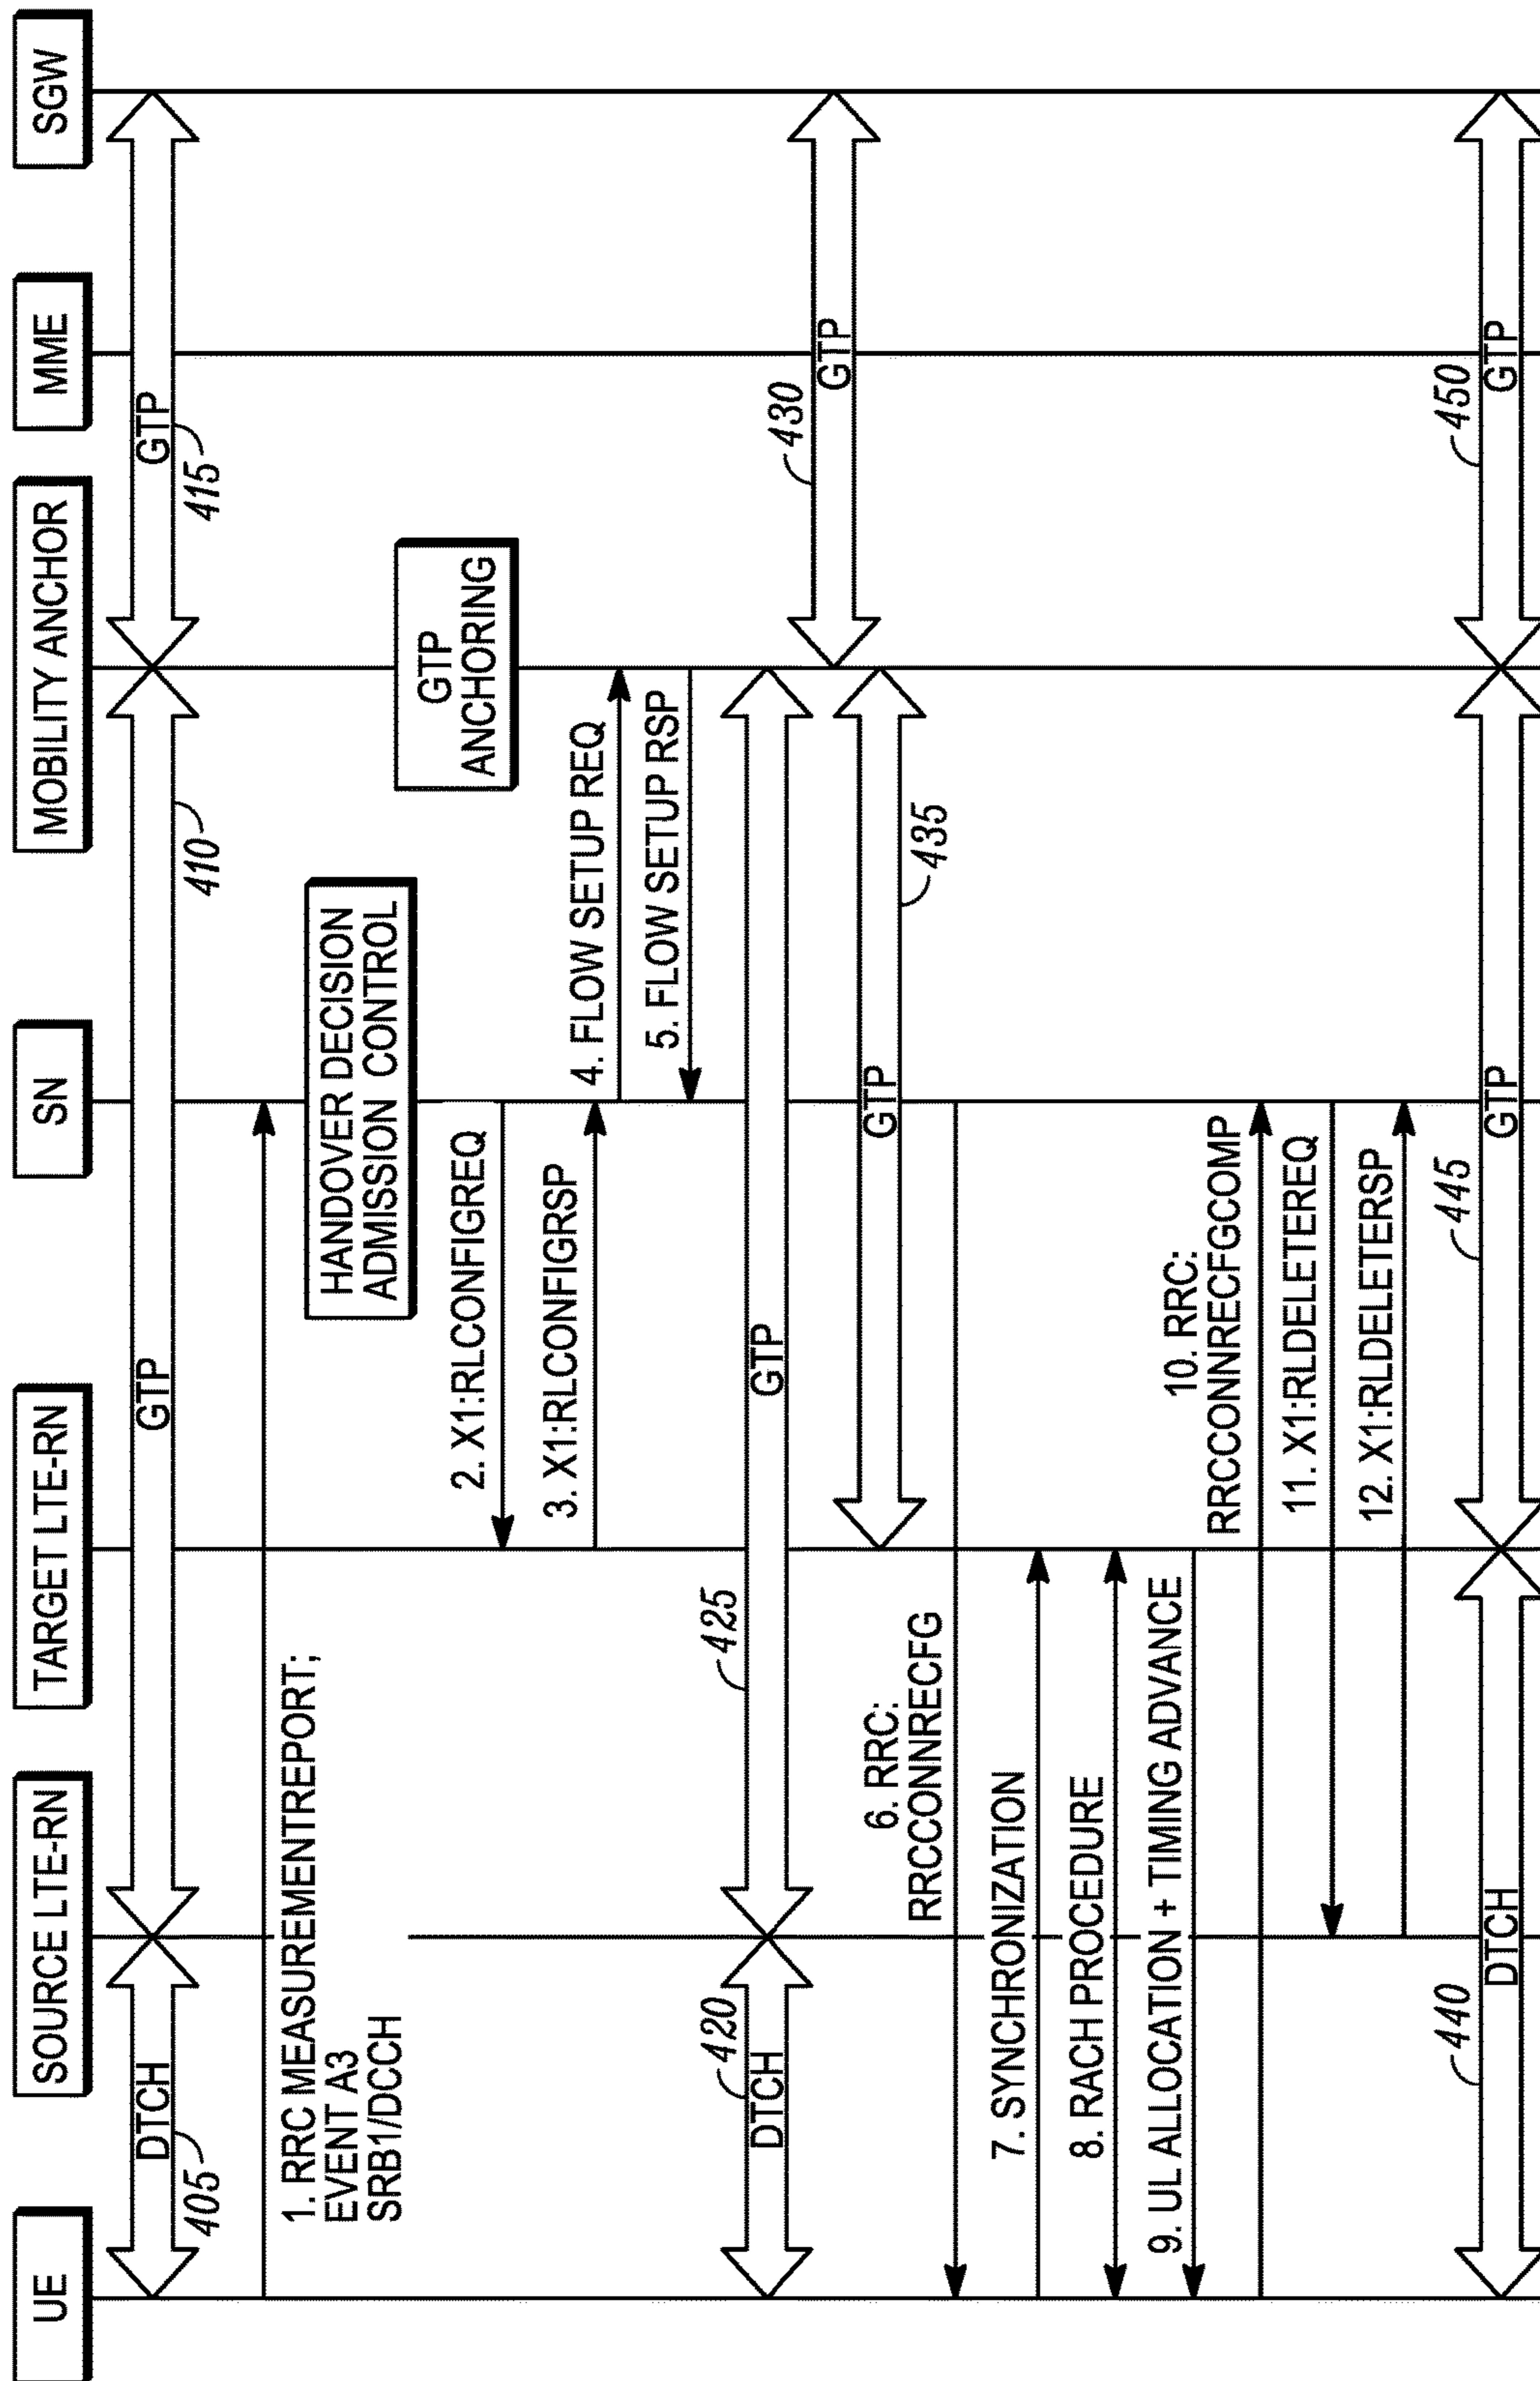 UE
SOURCE LTE-RN
TARGET LTE-RN
SN
MOBILITY ANCHOR
MME
SGW
DTCH
GTP
GTP
405
410
415
1. RRC MEASUREMENTREPORT;
EVENT A3
SRB1/DCCH
HANDOVER DECISION
ADMISSION CONTROL
GTP
ANCHORING
2. X1:RLCONFIGREQ
3. X1:RLCONFIGRSP
4. FLOW SETUP REQ
5. FLOW SETUP RSP
420
425
DTCH
GTP
430
GTP
GTP
435
6. RRC:
RRCCONNRECFG
7. SYNCHRONIZATION
8. RACH PROCEDURE
9. UL ALLOCATION + TIMING ADVANCE
10. RRC:
RRCCONNRECFGCOMP
11. X1:RLDELETEREQ
12. X1:RLDELETERSP
440
445
450
DTCH
GTP
GTP